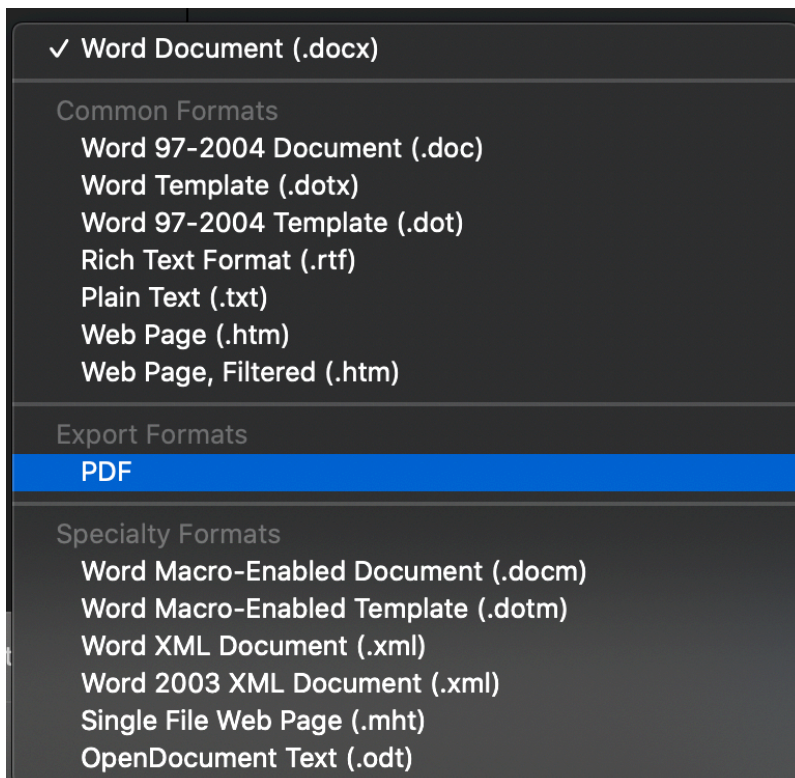 ✓ Word Document (.docx)
Common Formats
Word 97-2004 Document (.doc)
Word Template (.dotx)
Word 97-2004 Template (.dot)
Rich Text Format (.rtf)
Plain Text (.txt)
Web Page (.htm)
Web Page, Filtered (.htm)
Export Formats
PDF
Specialty Formats
Word Macro-Enabled Document (.docm)
Word Macro-Enabled Template (.dotm)
Word XML Document (.xml)
Word 2003 XML Document (.xml)
Single File Web Page (.mht)
OpenDocument Text (.odt)